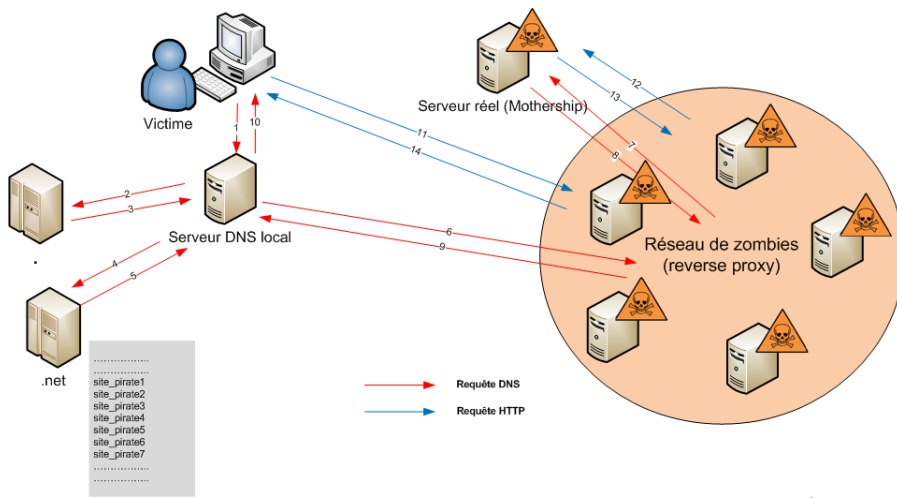 Victime
Serveur réel (Mothership)
12
13
11
14
1
10
7
8
2
3
Serveur DNS local
6
9
Réseau de zombies
(reverse proxy)
.
4
5
.net
...................
...................
site_pirate1
site_pirate2
site_pirate3
site_pirate4
site_pirate5
site_pirate6
site_pirate7
...................
...................
Requête DNS
Requête HTTP